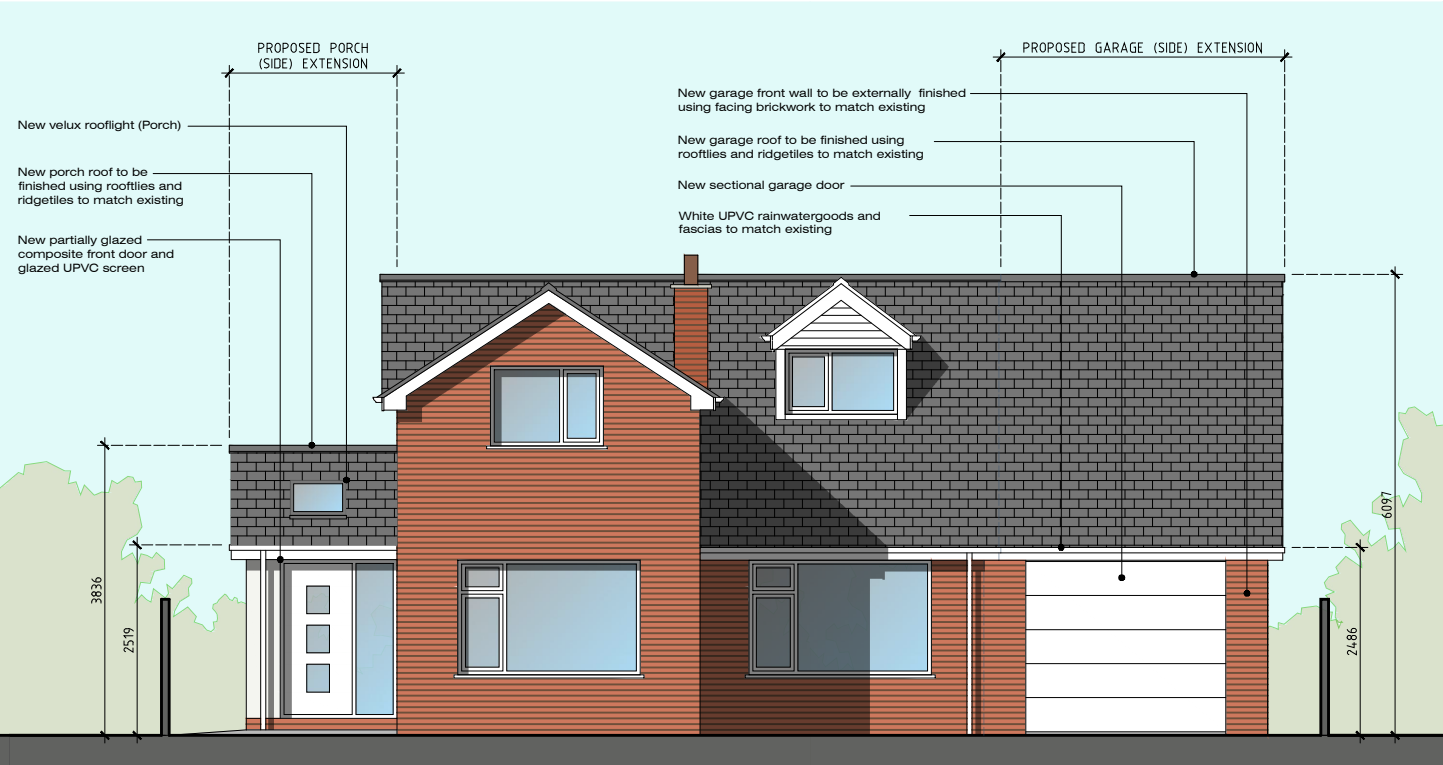 PROPOSED PORCH
(SIDE) EXTENSION
PROPOSED GARAGE (SIDE) EXTENSION
New velux rooflight (Porch)
New porch roof to be
finished using rooftlies and
ridgetiles to match existing
New partially glazed
composite front door and
glazed UPVC screen
New garage front wall to be externally finished
using facing brickwork to match existing
New garage roof to be finished using
rooftlies and ridgetiles to match existing
New sectional garage door
White UPVC rainwatergoods and
fascias to match existing
3836
2519
6097
2486